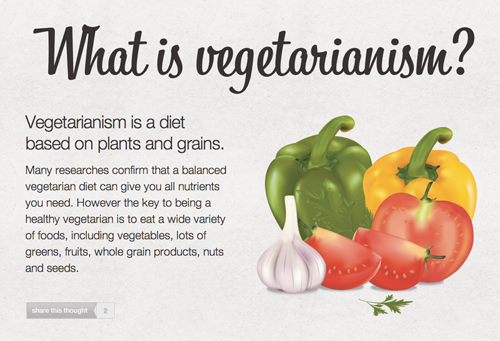 What is vegetarianism?
Vegetarianism is a diet
based on plants and grains.
Many researches confirm that a balanced
vegetarian diet can give you all nutrients
you need. However the key to being a
healthy vegetarian is to eat a wide variety
of foods, including vegetables, lots of
greens, fruits, whole grain products, nuts
and seeds.
share this thought 2